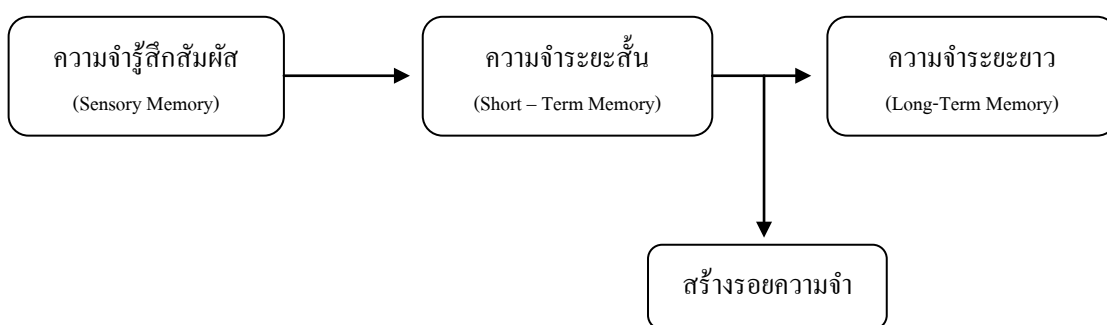 ความจำรู้สึกสัมผัส
(Sensory Memory)
ความจำระยะสั้น
(Short – Term Memory)
ความจำระยะยาว
(Long-Term Memory)
สร้างรอยความจำ